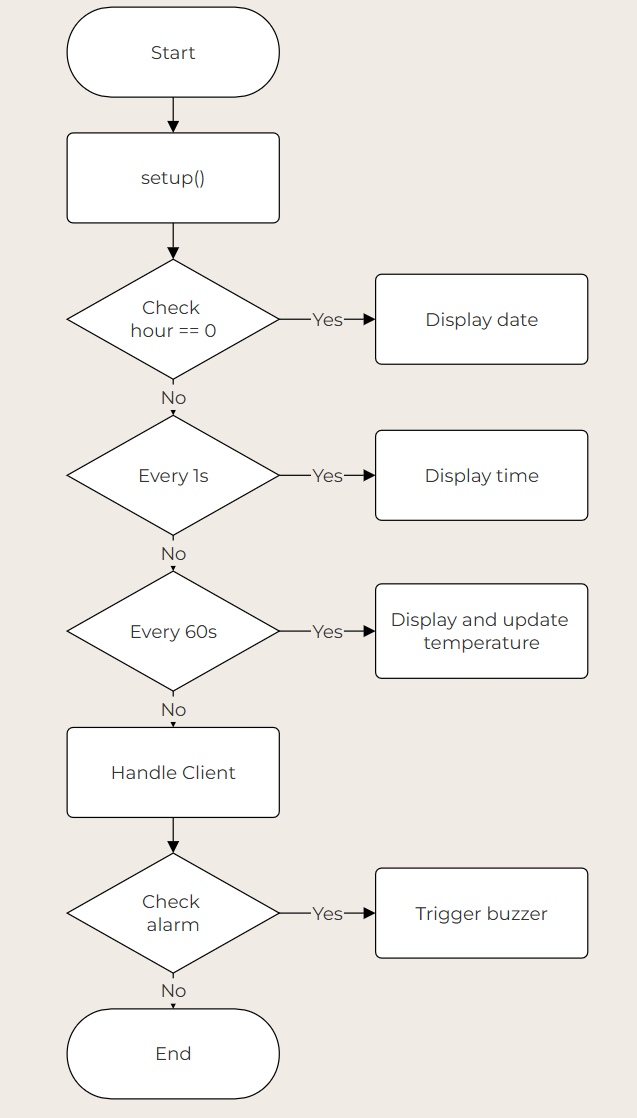 Start
setup()
Check
hour == 0
Yes
Display date
No
Every 1s
Yes
Display time
No
Every 60s
Yes
Display and update
temperature
No
Handle Client
Check
alarm
Yes
Trigger buzzer
No
End